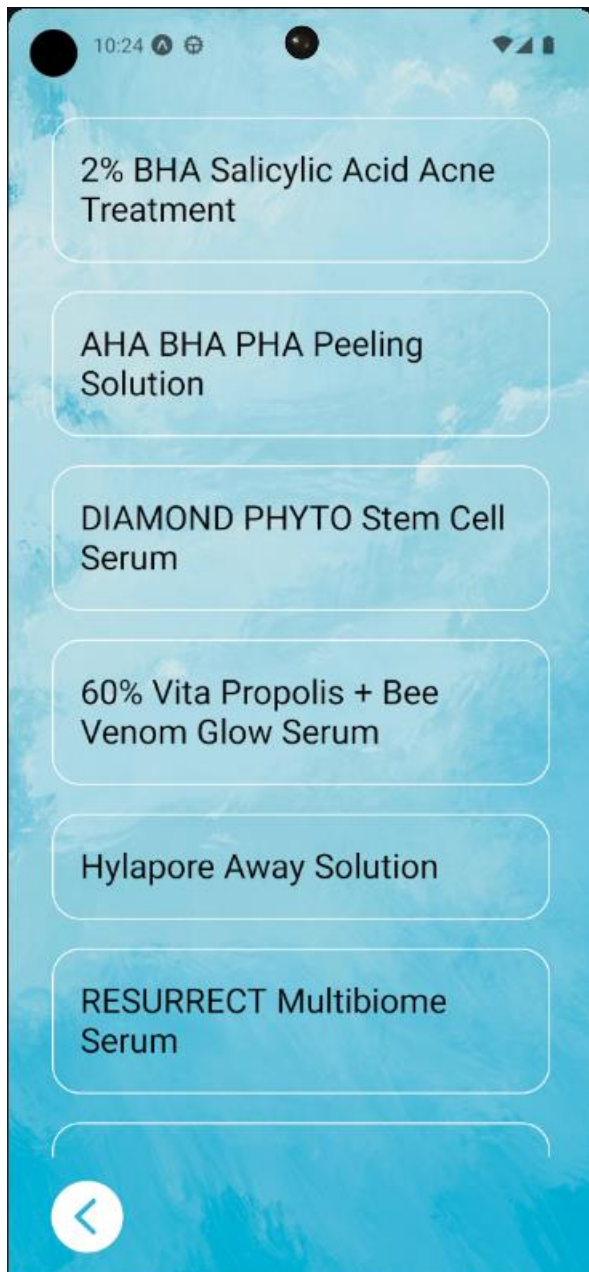 10:24
2% BHA Salicylic Acid Acne
Treatment
AHA BHA PHA Peeling
Solution
DIAMOND PHYTO Stem Cell
Serum
60% Vita Propolis + Bee
Venom Glow Serum
Hylapore Away Solution
RESURRECT Multibiome
Serum